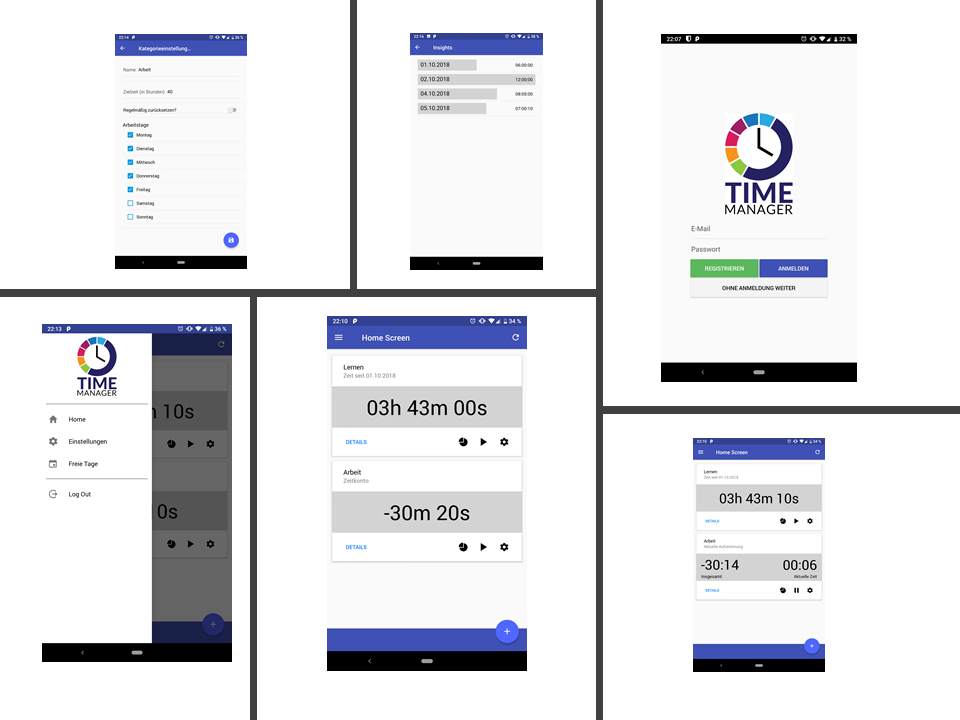 22:14 P 36 %
Kategorieeinstellung...
Name Arbeit
Zielzeit (in Stunden) 40
Regelmäßig zurücksetzen?
Arbeitstage
Montag
Dienstag
Mittwoch
Donnerstag
Freitag
Samstag
Sonntag
Insights
01.10.2018 06:00:00
02.10.2018 12:00:00
04.10.2018 08:05:00
05.10.2018 07:00:10
22:07 P 32 %
TIME
MANAGER
E-Mail
Passwort
REGISTRIEREN ANMELDEN
OHNE ANMELDUNG WEITER
22:13 P 36 %
TIME
MANAGER
Home
Einstellungen
Freie Tage
Log Out
10s
0s
22:10 P 34 %
Home Screen
Lernen
Zeit seit 01.10.2018
03h 43m 00s
DETAILS
Arbeit
Zeitkonto
-30m 20s
DETAILS
34 %
Home Screen
Lernen
Zeit seit 01.10.2018
03h 43m 10s
DETAILS
Arbeit
Aktuelle Aufzeichnung
-30:14 00:06
Insgesamt Aktuelle Zeit
DETAILS